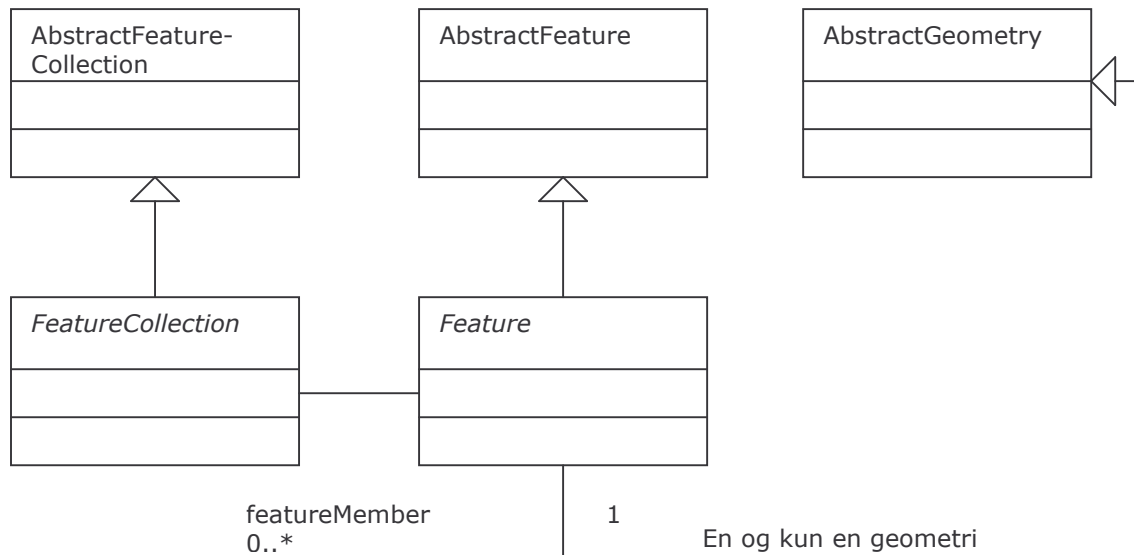 AbstractFeature-
Collection
AbstractFeature
AbstractGeometry
FeatureCollection
Feature
featureMember
0..*
1
En og kun en geometri